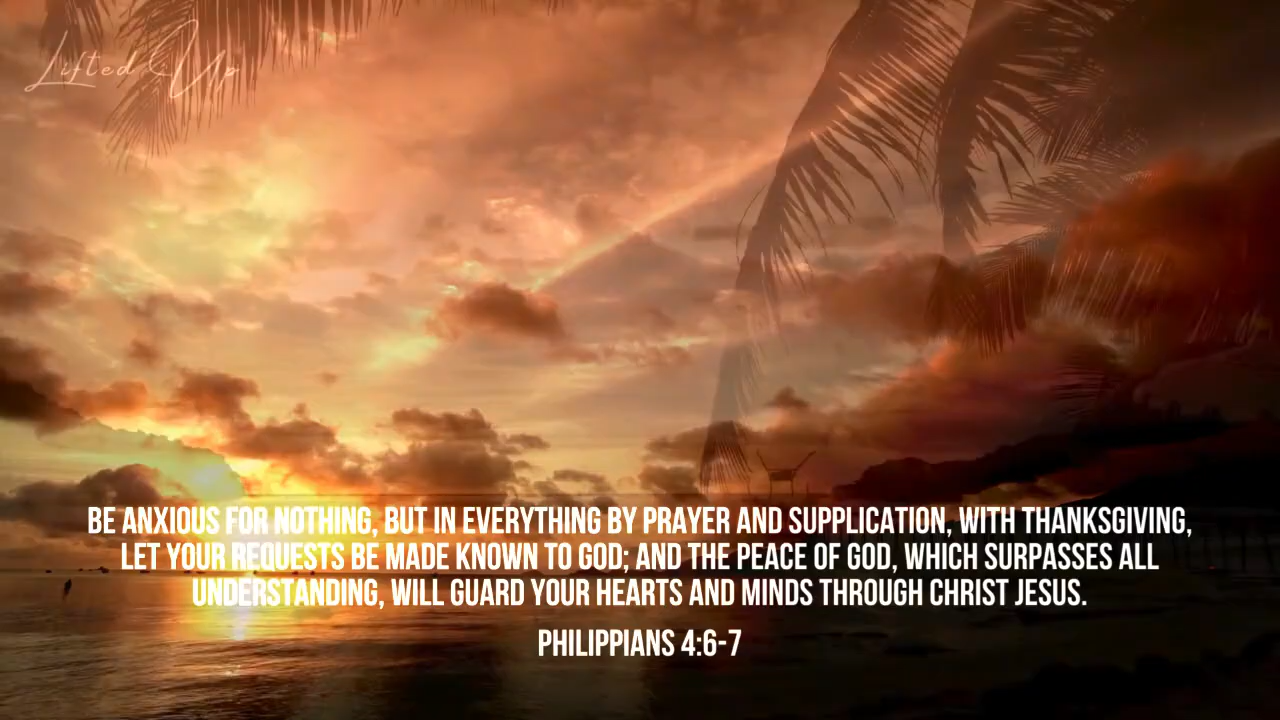 Lifted Up
BE ANXIOUS FOR NOTHING, BUT IN EVERYTHING BY PRAYER AND SUPPLICATION, WITH THANKSGIVING,
LET YOUR REQUESTS BE MADE KNOWN TO GOD; AND THE PEACE OF GOD, WHICH SURPASSES ALL
UNDERSTANDING, WILL GUARD YOUR HEARTS AND MINDS THROUGH CHRIST JESUS.
PHILIPPIANS 4:6-7